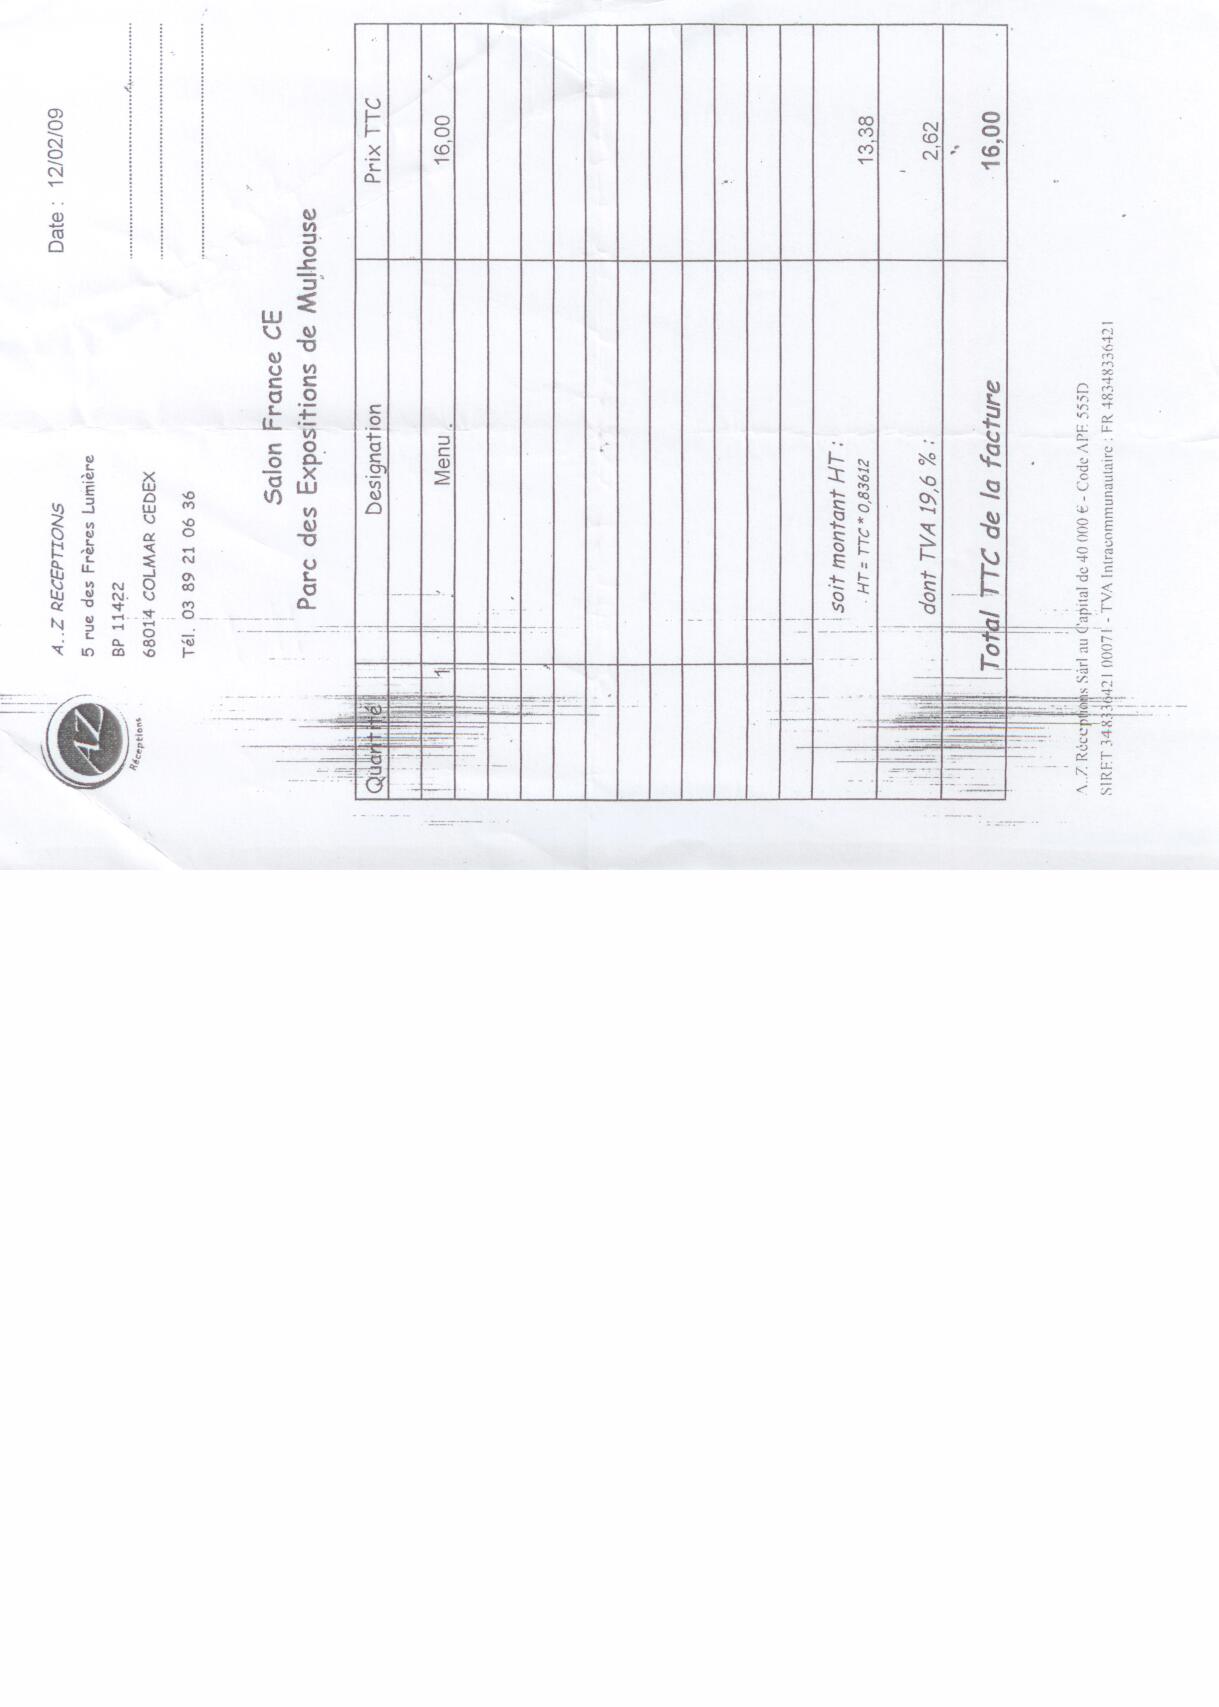 AZ
Réceptions
A..Z RECEPTIONS
5 rue des Frères Lumière
BP 11422
68014 COLMAR CEDEX
Tél. 03 89 21 06 36
Date : 12/02/09
Salon France CE
Parc des Expositions de Mulhouse
Quantité Designation Prix TTC
1 Menu 16,00
soit montant HT : 13,38
HT = TTC * 0,83612
dont TVA 19,6 % : 2,62
Total TTC de la facture 16,00
A..Z Réceptions Sàrl au Capital de 40 000 € - Code APE 555D
SIRET 348336421 00071 - TVA Intracommunautaire : FR 48348336421